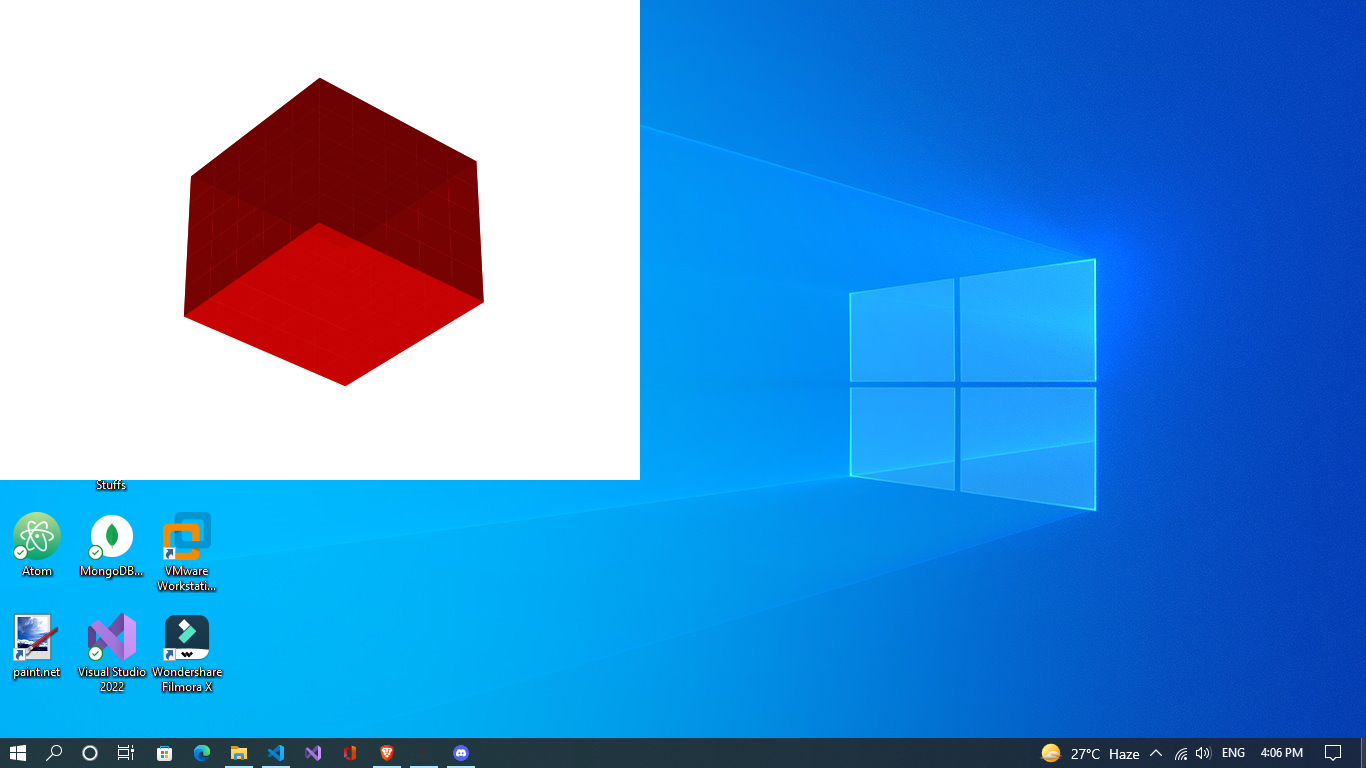 Stuffs
Atom
MongoDB...
VMware
Workstati...
paint.net
Visual Studio
2022
Wondershare
Filmora X
27°C Haze
ENG
4:06 PM